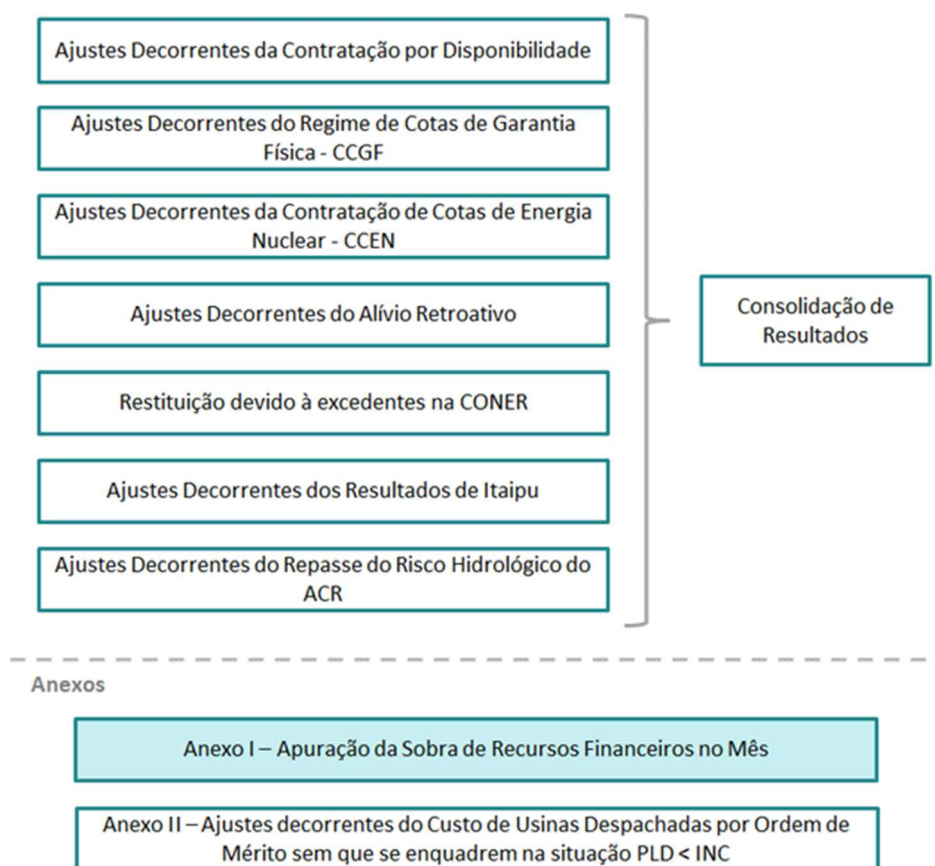 Ajustes Decorrentes da Contratação por Disponibilidade
Ajustes Decorrentes do Regime de Cotas de Garantia
Física - CCGF
Ajustes Decorrentes da Contratação de Cotas de Energia
Nuclear - CCEN
Ajustes Decorrentes do Alívio Retroativo
Restituição devido à excedentes na CONER
Ajustes Decorrentes dos Resultados de Itaipu
Ajustes Decorrentes do Repasse do Risco Hidrológico do
ACR
Consolidação de
Resultados
Anexos
Anexo I – Apuração da Sobra de Recursos Financeiros no Mês
Anexo II – Ajustes decorrentes do Custo de Usinas Despachadas por Ordem de
Mérito sem que se enquadrem na situação PLD < INC